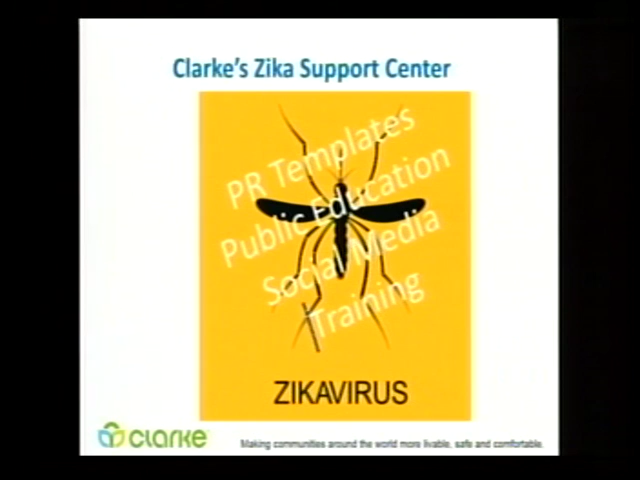 Clarke's Zika Support Center
PR Templates
Public Education
Social Media
Training
ZIKAVIRUS
CLARKE
Making communities around the world more livable, safe and comfortable.